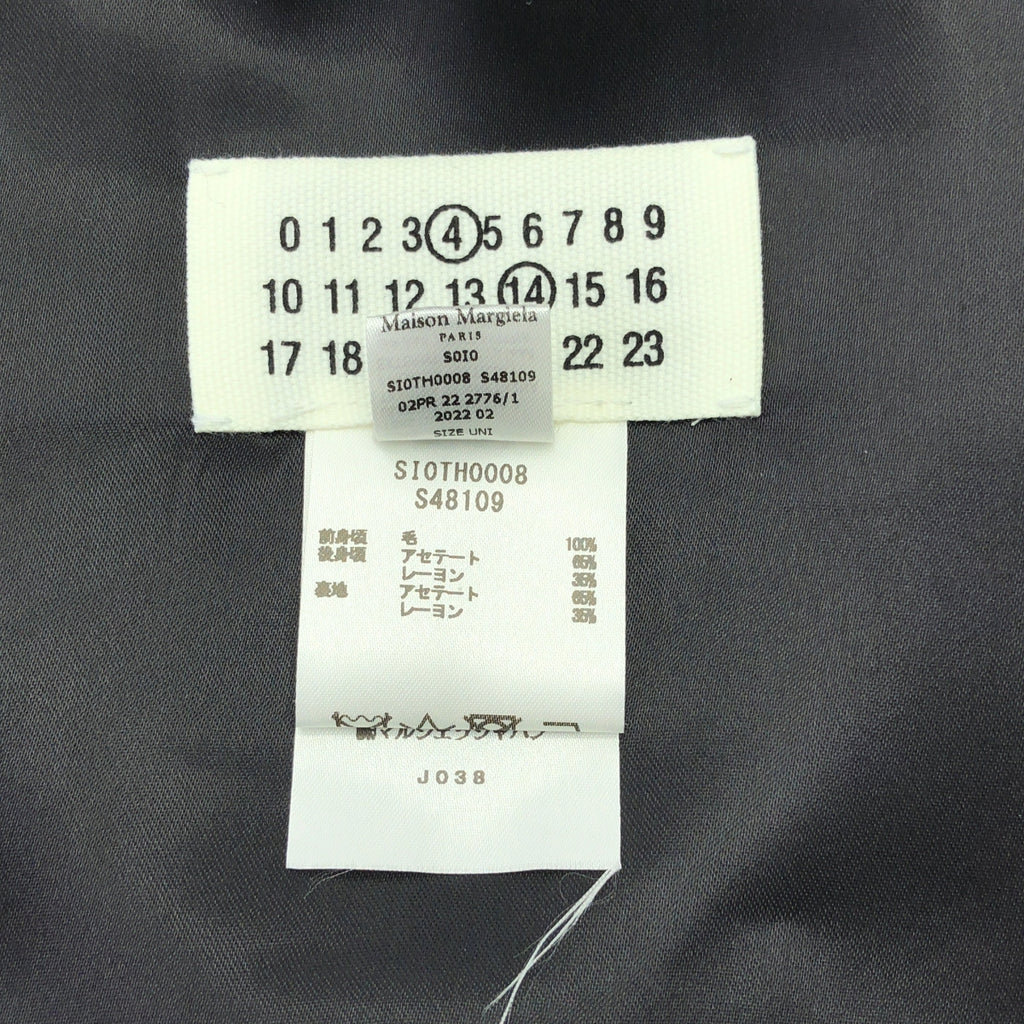 0 1 2 3 4 5 6 7 8 9
10 11 12 13 14 15 16
17 18 22 23
Maison Margiela
PARIS
S0I0
SI0TH0008 S48109
02PR 22 2776/1
2022 02
SIZE UNI
SI0TH0008
S48109
前身頃 毛 100%
後身頃 アセテート 65%
レーヨン 35%
裏地 アセテート 65%
レーヨン 35%
J038